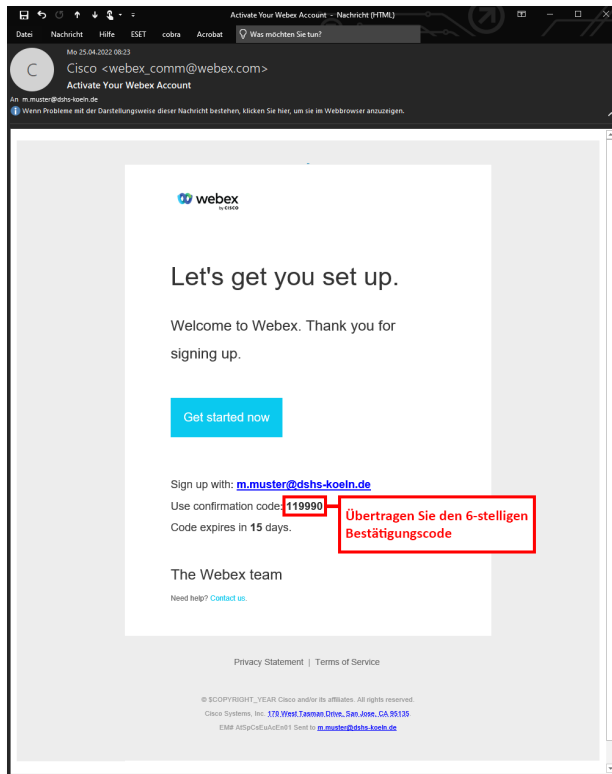 Activate Your Webex Account - Nachricht (HTML)
Datei Nachricht Hilfe ESET cobra Acrobat Was möchten Sie tun?
Mo 25.04.2022 08:23
C
Cisco <webex_comm@webex.com>
Activate Your Webex Account
An m.muster@dshs-koeln.de
Wenn Probleme mit der Darstellungsweise dieser Nachricht bestehen, klicken Sie hier, um sie im Webbrowser anzuzeigen.
webex
by CISCO
Let's get you set up.
Welcome to Webex. Thank you for
signing up.
Get started now
Sign up with: m.muster@dshs-koeln.de
Use confirmation code: 119990
Code expires in 15 days.
Übertragen Sie den 6-stelligen
Bestätigungscode
The Webex team
Need help? Contact us.
Privacy Statement | Terms of Service
© $COPYRIGHT_YEAR Cisco and/or its affiliates. All rights reserved.
Cisco Systems, Inc. 170 West Tasman Drive, San Jose, CA 95135
EM# AtSpCsEuAcEn01 Sent to m.muster@dshs-koeln.de